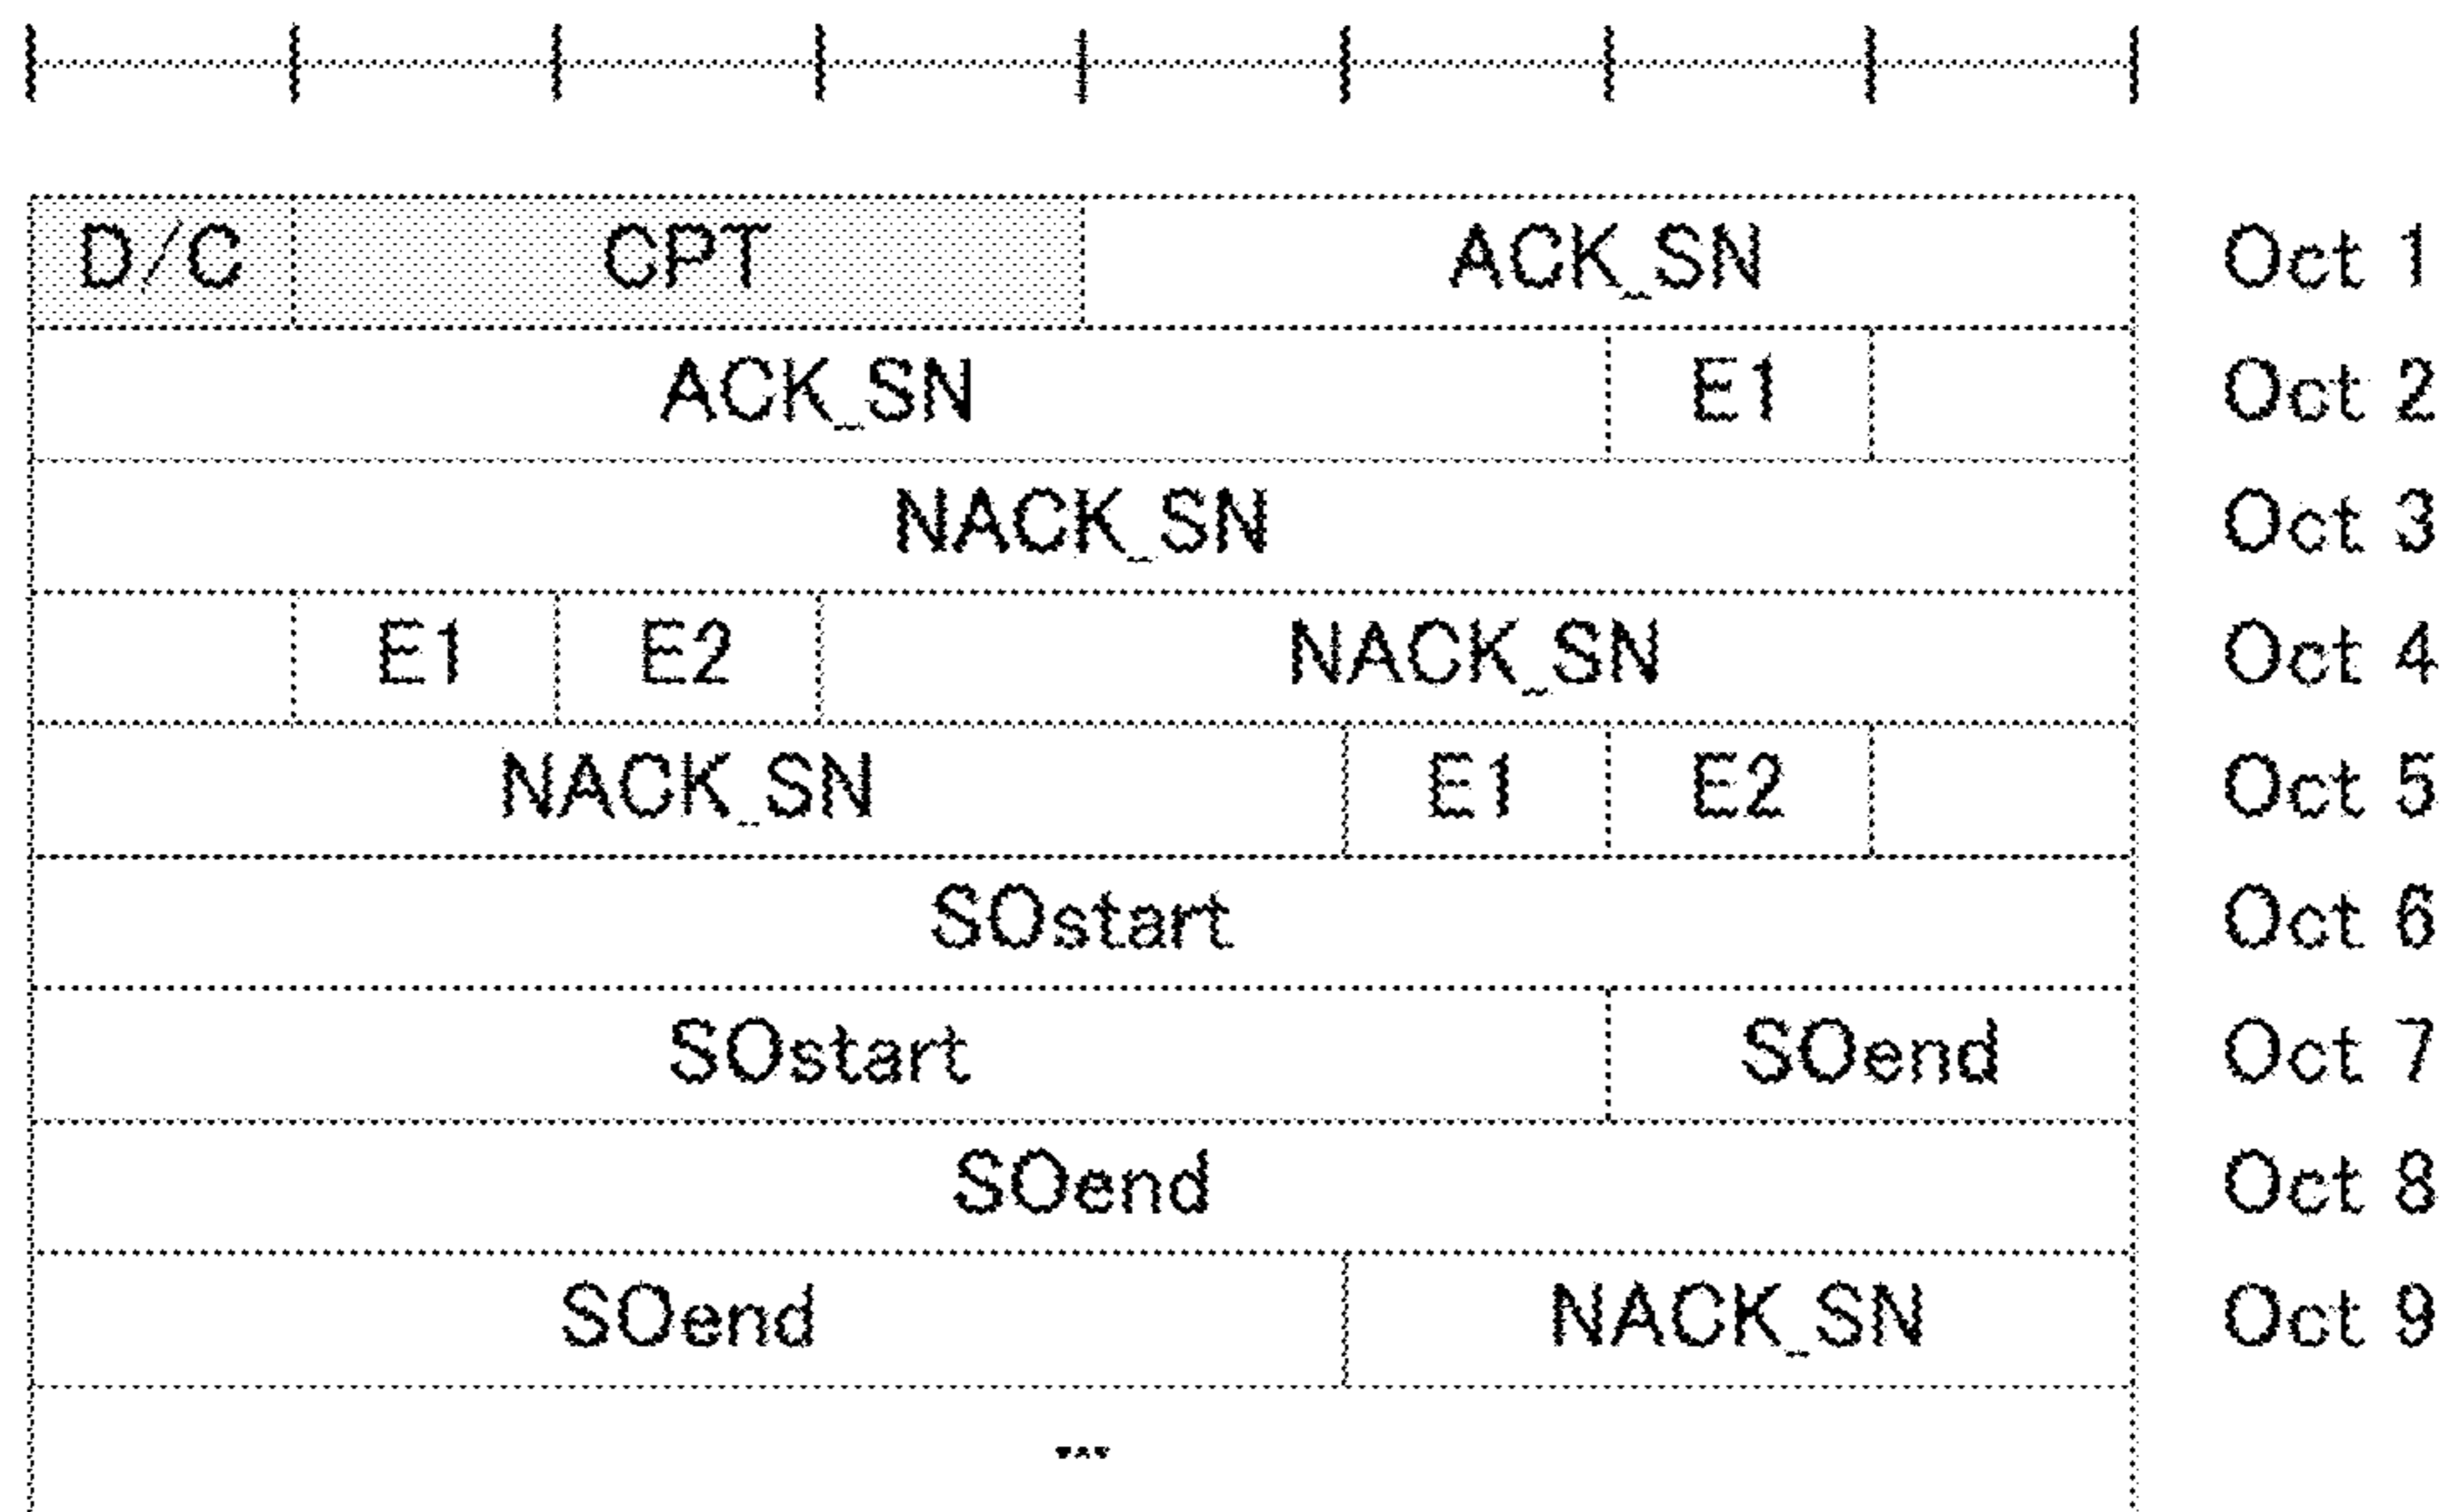 D/C CPT ACK_SN Oct 1
ACK_SN E1 Oct 2
NACK_SN Oct 3
E1 E2 NACK_SN Oct 4
NACK_SN E1 E2 Oct 5
SOstart Oct 6
SOstart SOend Oct 7
SOend Oct 8
SOend NACK_SN Oct 9
...